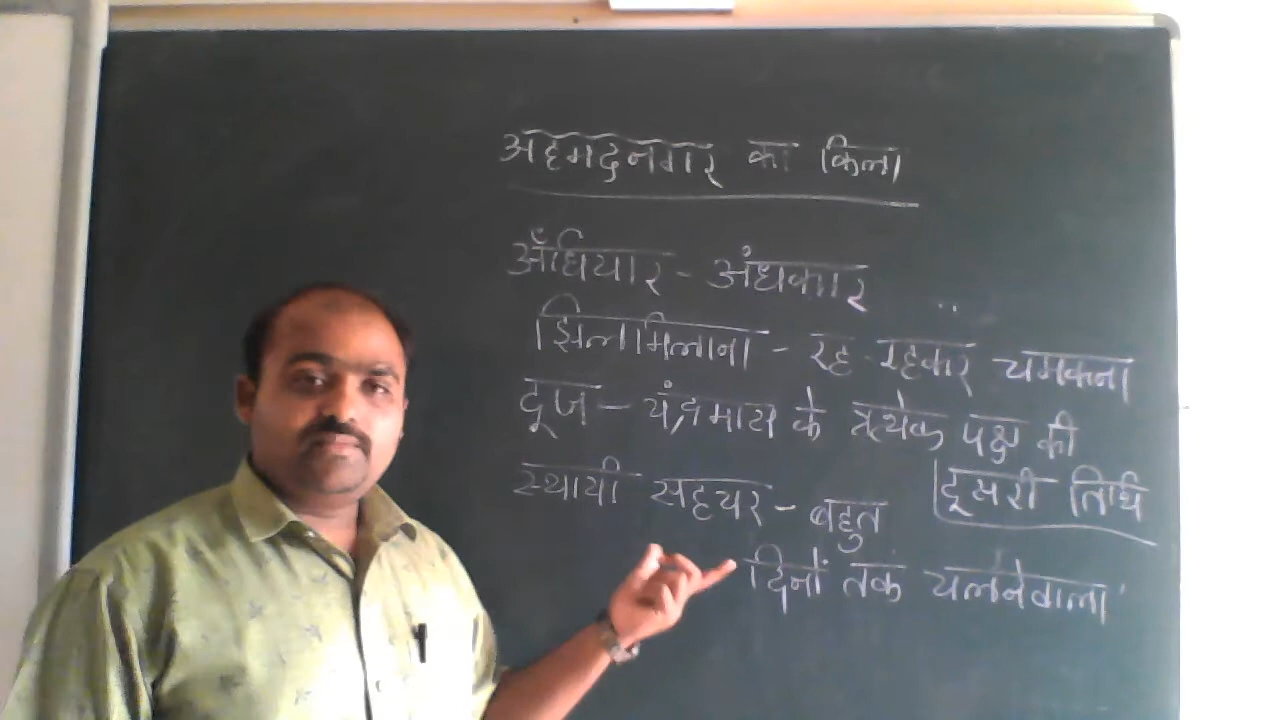 अहमदनगर का किला
अँधियार - अंधकार
झिलमिलाना - रह रहकर चमकना
दूज - चंद्रमास के प्रत्येक पक्ष की
दूसरी तिथि
स्थायी सहचर - बहुत
दिनों तक चलनेवाला